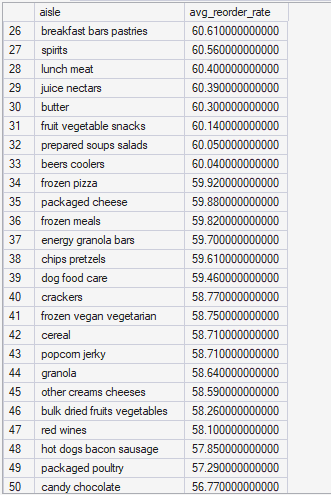 aisle avg_reorder_rate
26 breakfast bars pastries 60.610000000000
27 spirits 60.560000000000
28 lunch meat 60.400000000000
29 juice nectars 60.390000000000
30 butter 60.300000000000
31 fruit vegetable snacks 60.140000000000
32 prepared soups salads 60.050000000000
33 beers coolers 60.040000000000
34 frozen pizza 59.920000000000
35 packaged cheese 59.880000000000
36 frozen meals 59.820000000000
37 energy granola bars 59.700000000000
38 chips pretzels 59.610000000000
39 dog food care 59.460000000000
40 crackers 58.770000000000
41 frozen vegan vegetarian 58.750000000000
42 cereal 58.710000000000
43 popcorn jerky 58.710000000000
44 granola 58.640000000000
45 other creams cheeses 58.590000000000
46 bulk dried fruits vegetables 58.260000000000
47 red wines 58.100000000000
48 hot dogs bacon sausage 57.850000000000
49 packaged poultry 57.290000000000
50 candy chocolate 56.770000000000